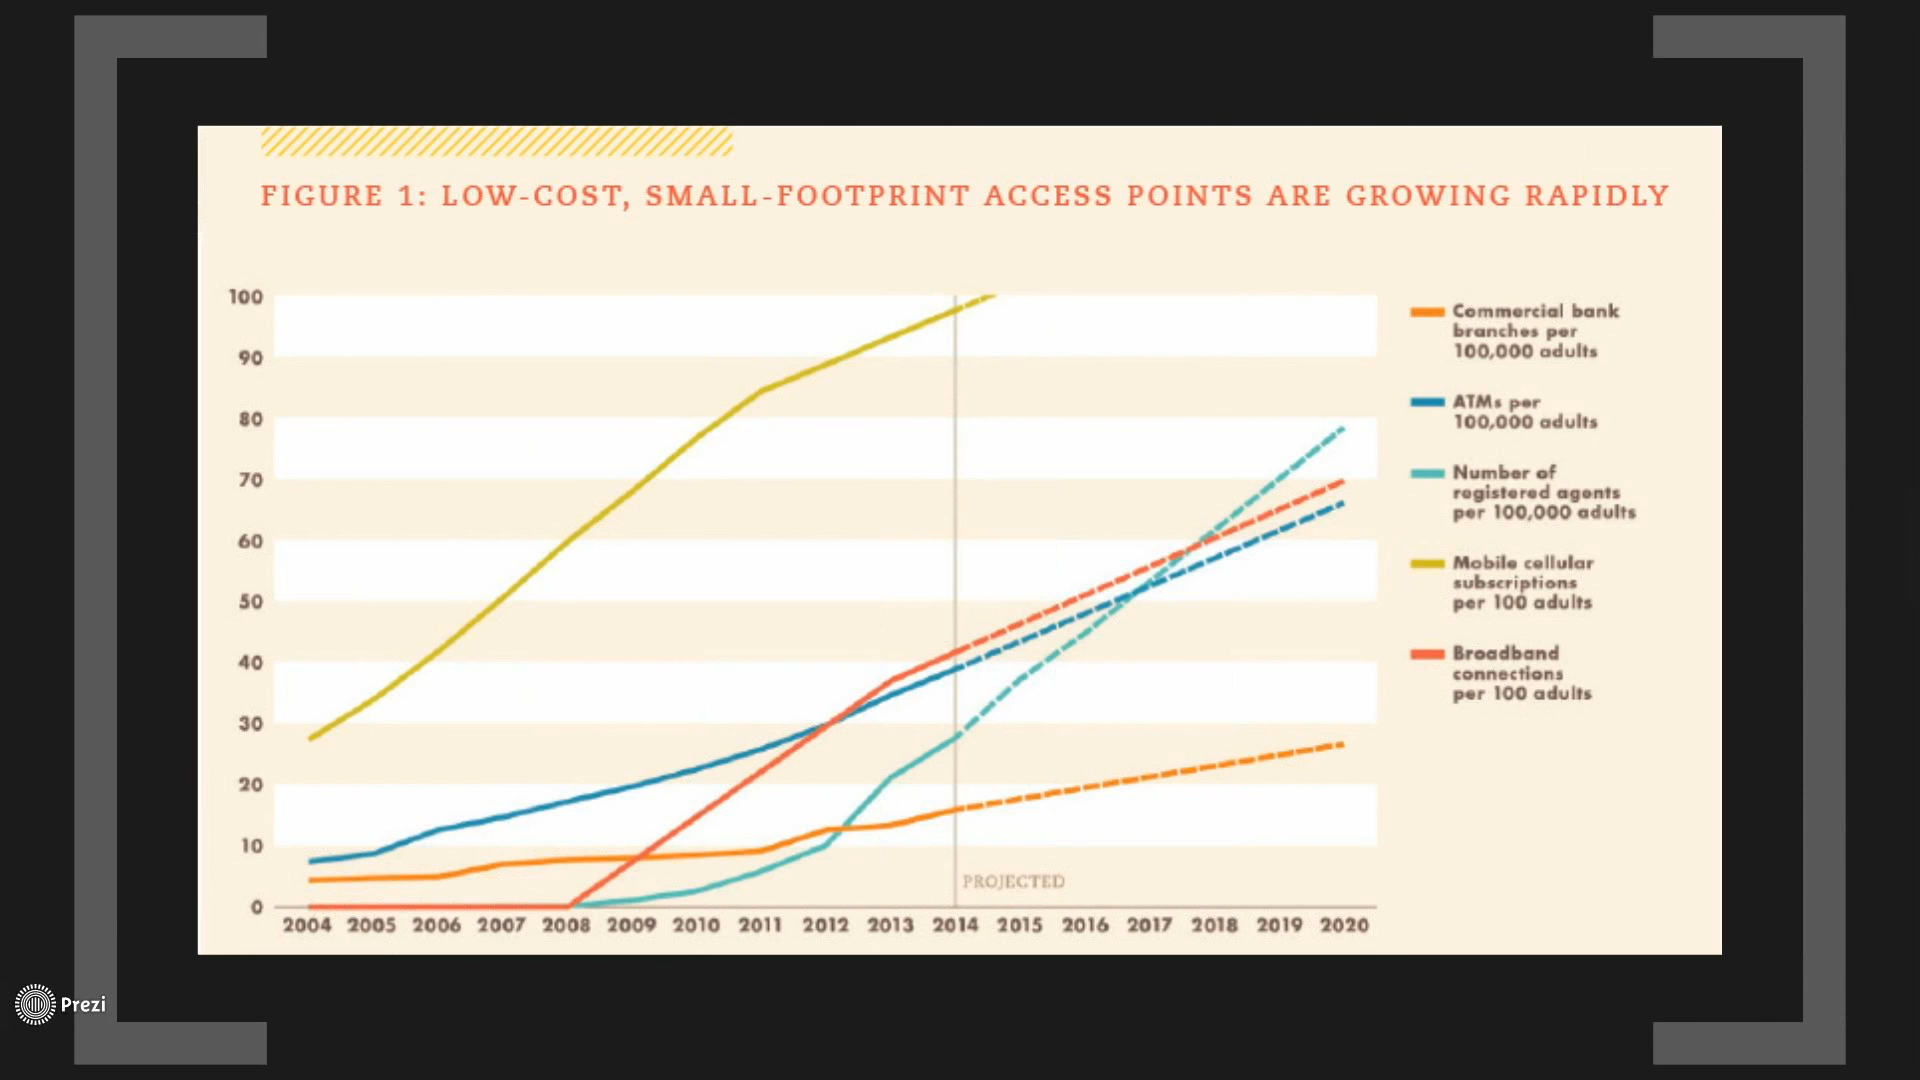 FIGURE 1: LOW-COST, SMALL-FOOTPRINT ACCESS POINTS ARE GROWING RAPIDLY
100
90
80
70
60
50
40
30
20
10
0
2004 2005 2006 2007 2008 2009 2010 2011 2012 2013 2014 2015 2016 2017 2018 2019 2020
PROJECTED
Commercial bank
branches per
100,000 adults
ATMs per
100,000 adults
Number of
registered agents
per 100,000 adults
Mobile cellular
subscriptions
per 100 adults
Broadband
connections
per 100 adults
Prezi